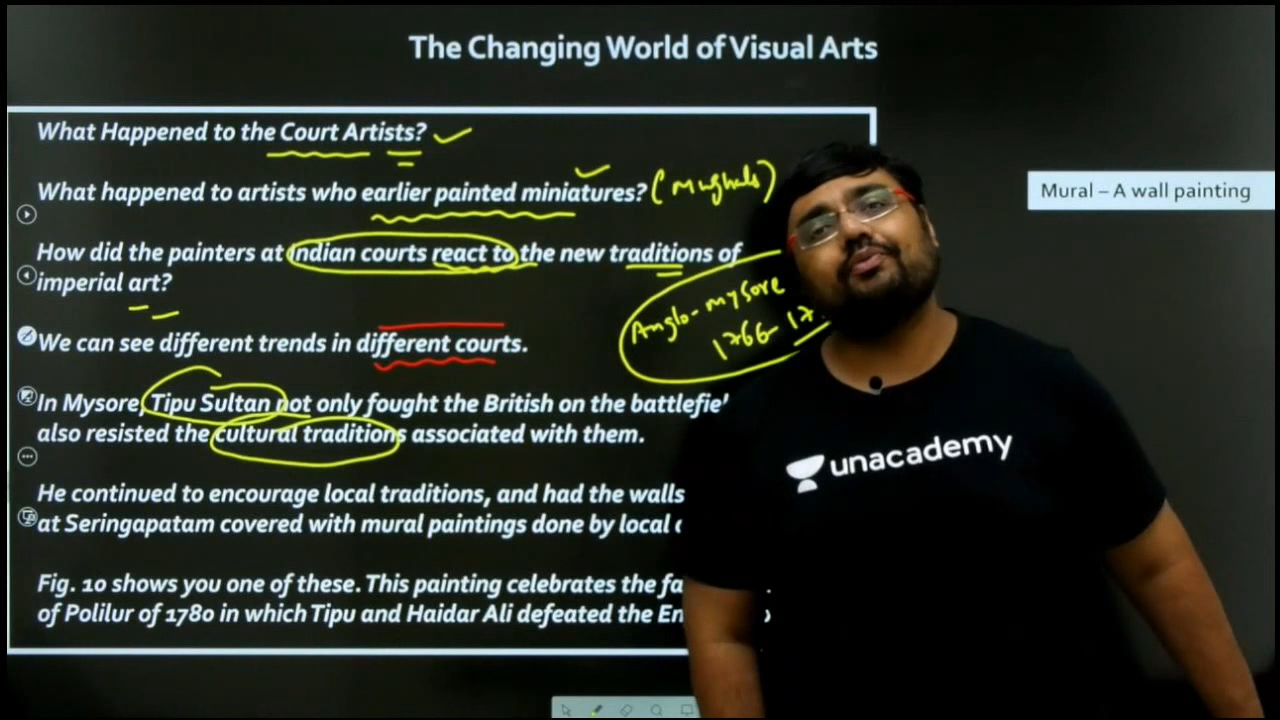 The Changing World of Visual Arts
What Happened to the Court Artists?
What happened to artists who earlier painted miniatures? (Mughals)
How did the painters at Indian courts react to the new traditions of
imperial art?
Anglo-mysore
1766-17
We can see different trends in different courts.
In Mysore, Tipu Sultan not only fought the British on the
also resisted the cultural traditions associated with them.
He continued to encourage local traditions, and had the walls
at Seringapatam covered with mural paintings done by local
Fig. 10 shows you one of these. This painting celebrates the
of Polilur of 1780 in which Tipu and Haidar Ali defeated the
Mural – A wall painting
unacademy